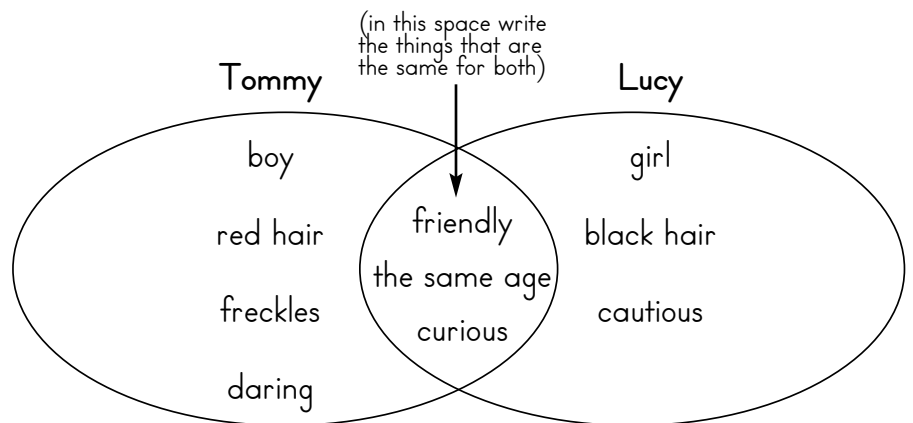 (in this space write
the things that are
the same for both)
Tommy
Lucy
boy
red hair
freckles
daring
friendly
the same age
curious
girl
black hair
cautious